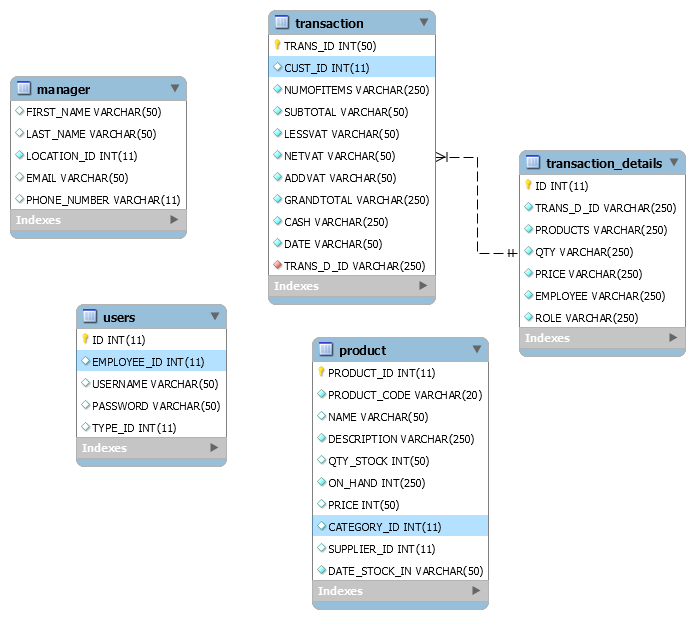 transaction
TRANS_ID INT(50)
CUST_ID INT(11)
NUMOFITEMS VARCHAR(250)
SUBTOTAL VARCHAR(50)
LESSVAT VARCHAR(50)
NETVAT VARCHAR(50)
ADDVAT VARCHAR(50)
GRANDTOTAL VARCHAR(250)
CASH VARCHAR(250)
DATE VARCHAR(50)
TRANS_D_ID VARCHAR(250)
Indexes
manager
FIRST_NAME VARCHAR(50)
LAST_NAME VARCHAR(50)
LOCATION_ID INT(11)
EMAIL VARCHAR(50)
PHONE_NUMBER VARCHAR(11)
Indexes
transaction_details
ID INT(11)
TRANS_D_ID VARCHAR(250)
PRODUCTS VARCHAR(250)
QTY VARCHAR(250)
PRICE VARCHAR(250)
EMPLOYEE VARCHAR(250)
ROLE VARCHAR(250)
Indexes
users
ID INT(11)
EMPLOYEE_ID INT(11)
USERNAME VARCHAR(50)
PASSWORD VARCHAR(50)
TYPE_ID INT(11)
Indexes
product
PRODUCT_ID INT(11)
PRODUCT_CODE VARCHAR(20)
NAME VARCHAR(50)
DESCRIPTION VARCHAR(250)
QTY_STOCK INT(50)
ON_HAND INT(250)
PRICE INT(50)
CATEGORY_ID INT(11)
SUPPLIER_ID INT(11)
DATE_STOCK_IN VARCHAR(50)
Indexes